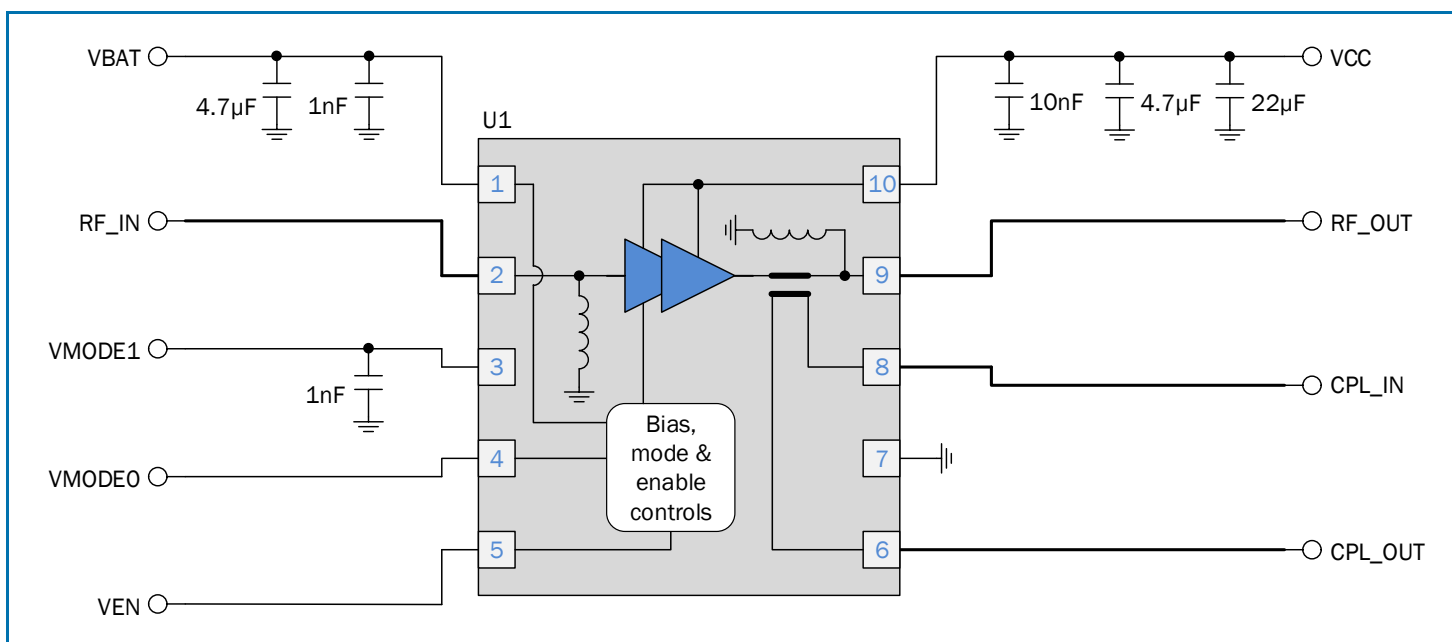 VBAT
4.7µF
1nF
U1
10nF
4.7µF
22µF
VCC
1
10
RF_IN
RF_OUT
2
9
VMODE1
1nF
3
8
CPL_IN
Bias,
mode &
enable
controls
4
7
VMODE0
5
6
CPL_OUT
VEN